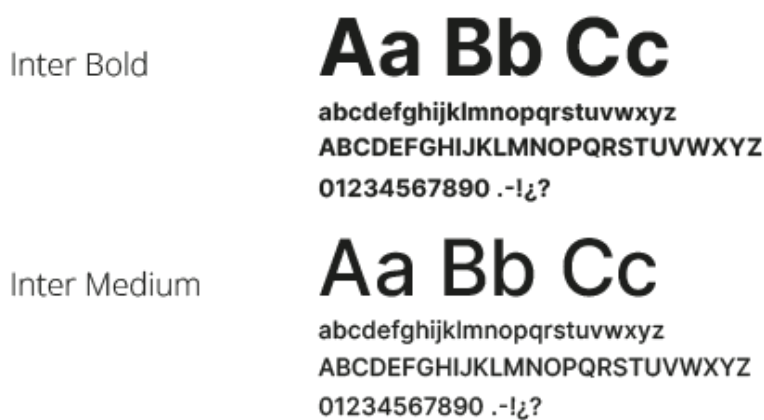 Inter Bold
Aa Bb Cc
abcdefghijklmnopqrstuvwxyz
ABCDEFGHIJKLMNOPQRSTUVWXYZ
01234567890 .-!¿?
Inter Medium
Aa Bb Cc
abcdefghijklmnopqrstuvwxyz
ABCDEFGHIJKLMNOPQRSTUVWXYZ
01234567890 .-!¿?